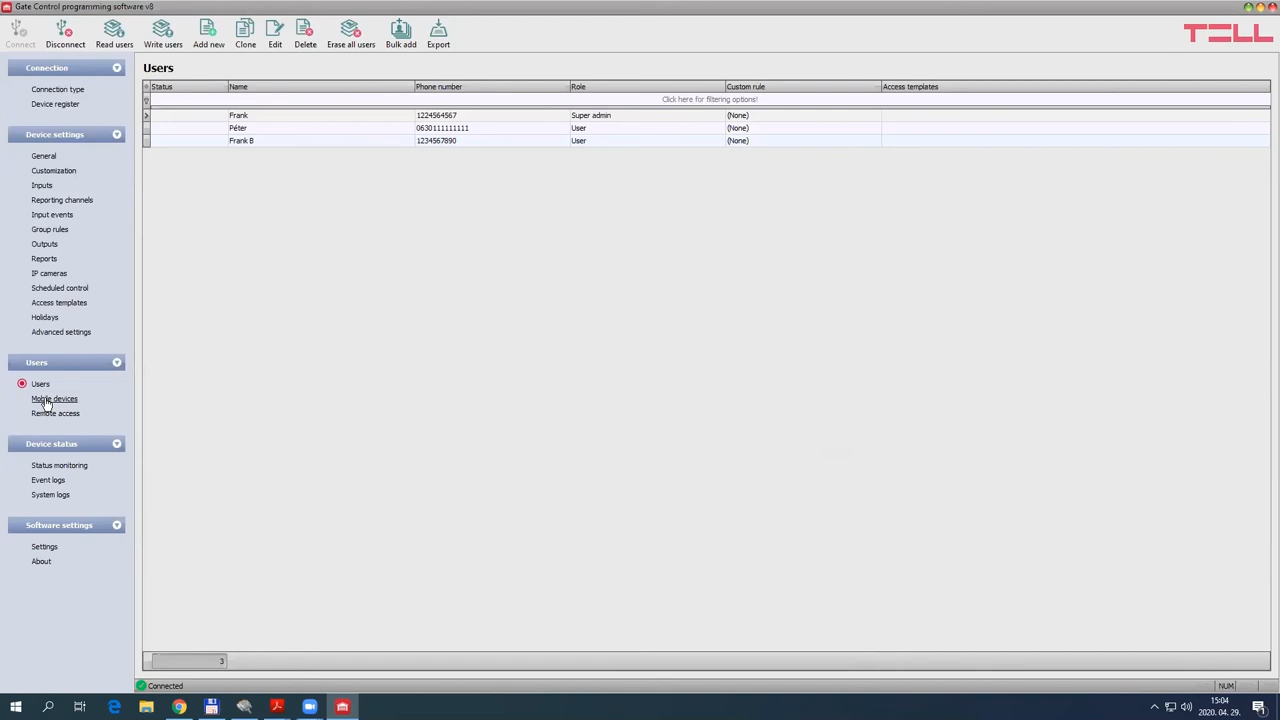 Gate Control programming software v8
Connect
Disconnect
Read users
Write users
Add new
Clone
Edit
Delete
Erase all users
Bulk add
Export
TELL
Connection
Connection type
Device register
Device settings
General
Customization
Inputs
Reporting channels
Input events
Group rules
Outputs
Reports
IP cameras
Scheduled control
Access templates
Holidays
Advanced settings
Users
Users
Mobile devices
Remote access
Device status
Status monitoring
Event logs
System logs
Software settings
Settings
About
Users
Status Name Phone number Role Custom rule Access templates
Click here for filtering options!
Frank 1224564567 Super admin (None)
Péter 0630111111111 User (None)
Frank B 1234567890 User (None)
3
Connected
NUM
15:04
2020. 04. 29.